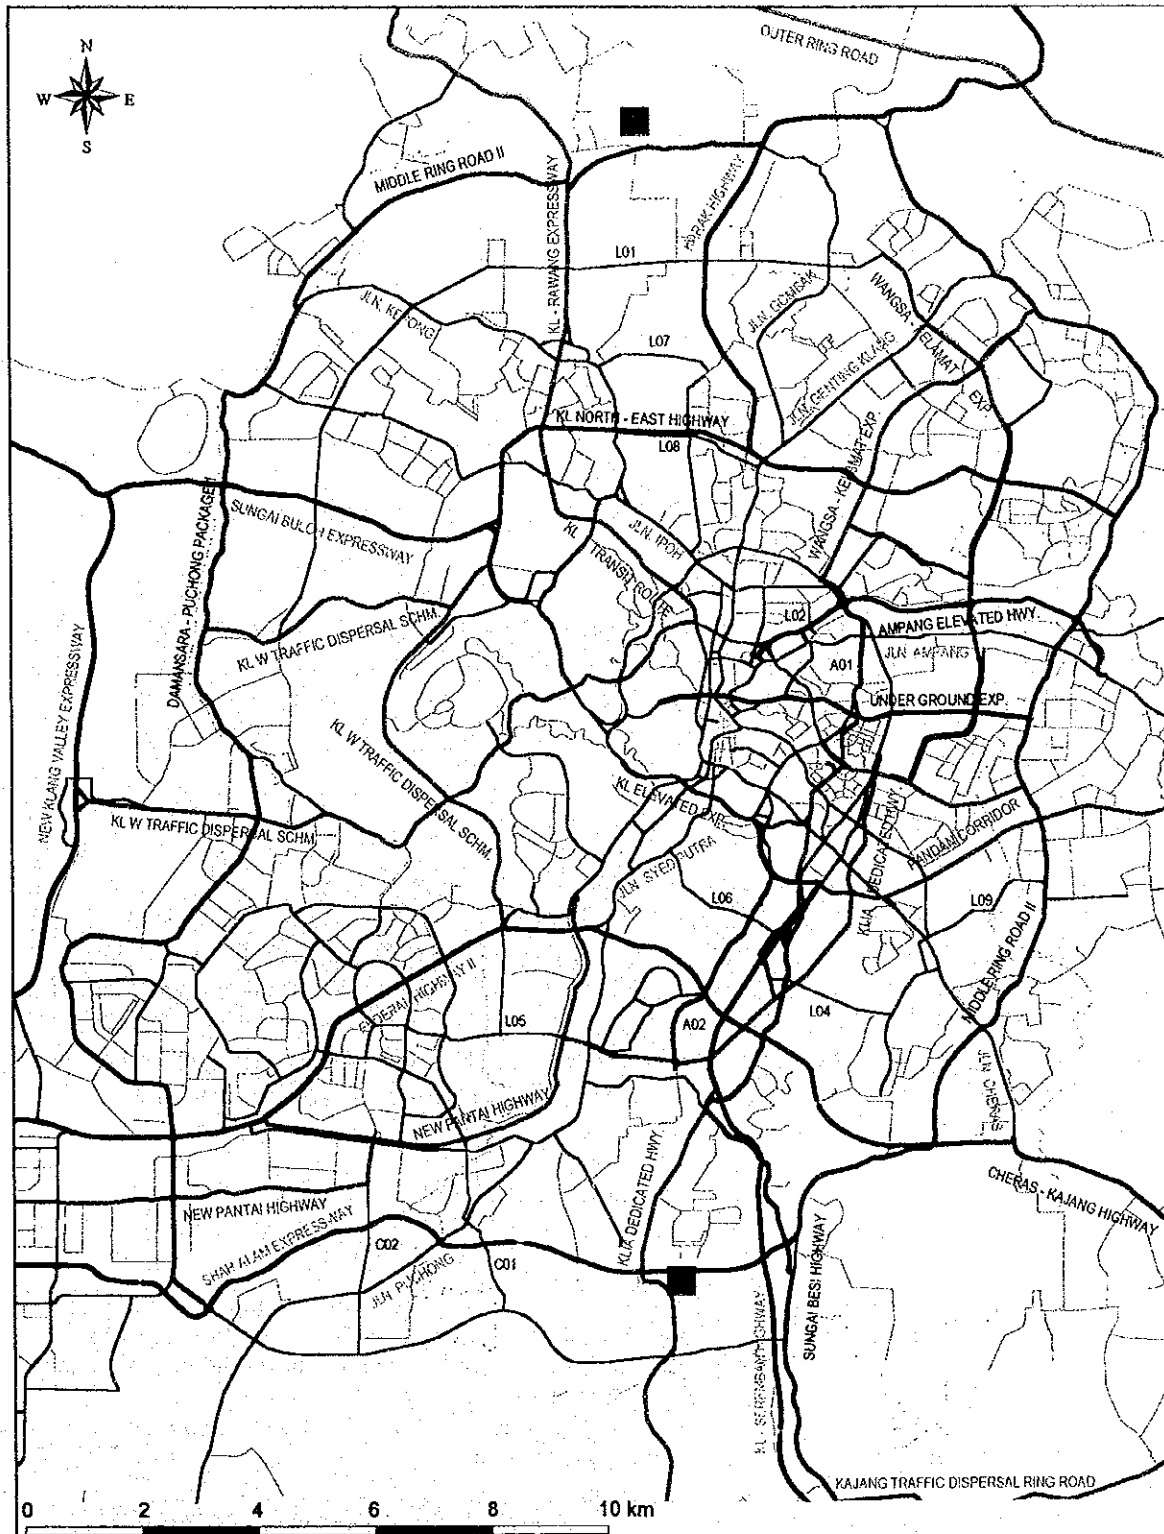 OUTER RING ROAD
N
W E
S
MIDDLE RING ROAD II
KL - RAWANG EXPRESSWAY
KARAK HIGHWAY
L01
JLN. GOMBAK
WANGSA - KELAMAT EXP.
JLN. KEPONG
L07
JLN. GENTING KLANG
KL NORTH - EAST HIGHWAY
L08
WANGSA - KELAMAT EXP.
DAMANSARA - PUCHONG PACKAGE 1
SUNGAI BULOH EXPRESSWAY
KL TRANSIT ROUTE
JLN. IPOH
L02
AMPANG ELEVATED HWY
KL W TRAFFIC DISPERSAL SCHM.
JLN. AMPANG
A01
UNDER GROUND EXP.
NEW KLANG VALLEY EXPRESSWAY
KL W TRAFFIC DISPERSAL SCHM.
KL ELEVATED EXP.
KL W TRAFFIC DISPERSAL SCHM.
PANDAN CORRIDOR
KLIA DEDICATED HWY.
JLN. SYED PUTRA
L06
L09
MIDDLE RING ROAD II
FEDERAL HIGHWAY II
L05
A02
L04
JLN. CHERAS
NEW PANTAI HIGHWAY
KLIA DEDICATED HWY.
CHERAS - KAJANG HIGHWAY
NEW PANTAI HIGHWAY
SHAH ALAM EXPRESSWAY
C02
C01
JLN. PUCHONG
SUNGAI BESI HIGHWAY
KL - SEREMBAN HIGHWAY
KAJANG TRAFFIC DISPERSAL RING ROAD
0 2 4 6 8 10 km